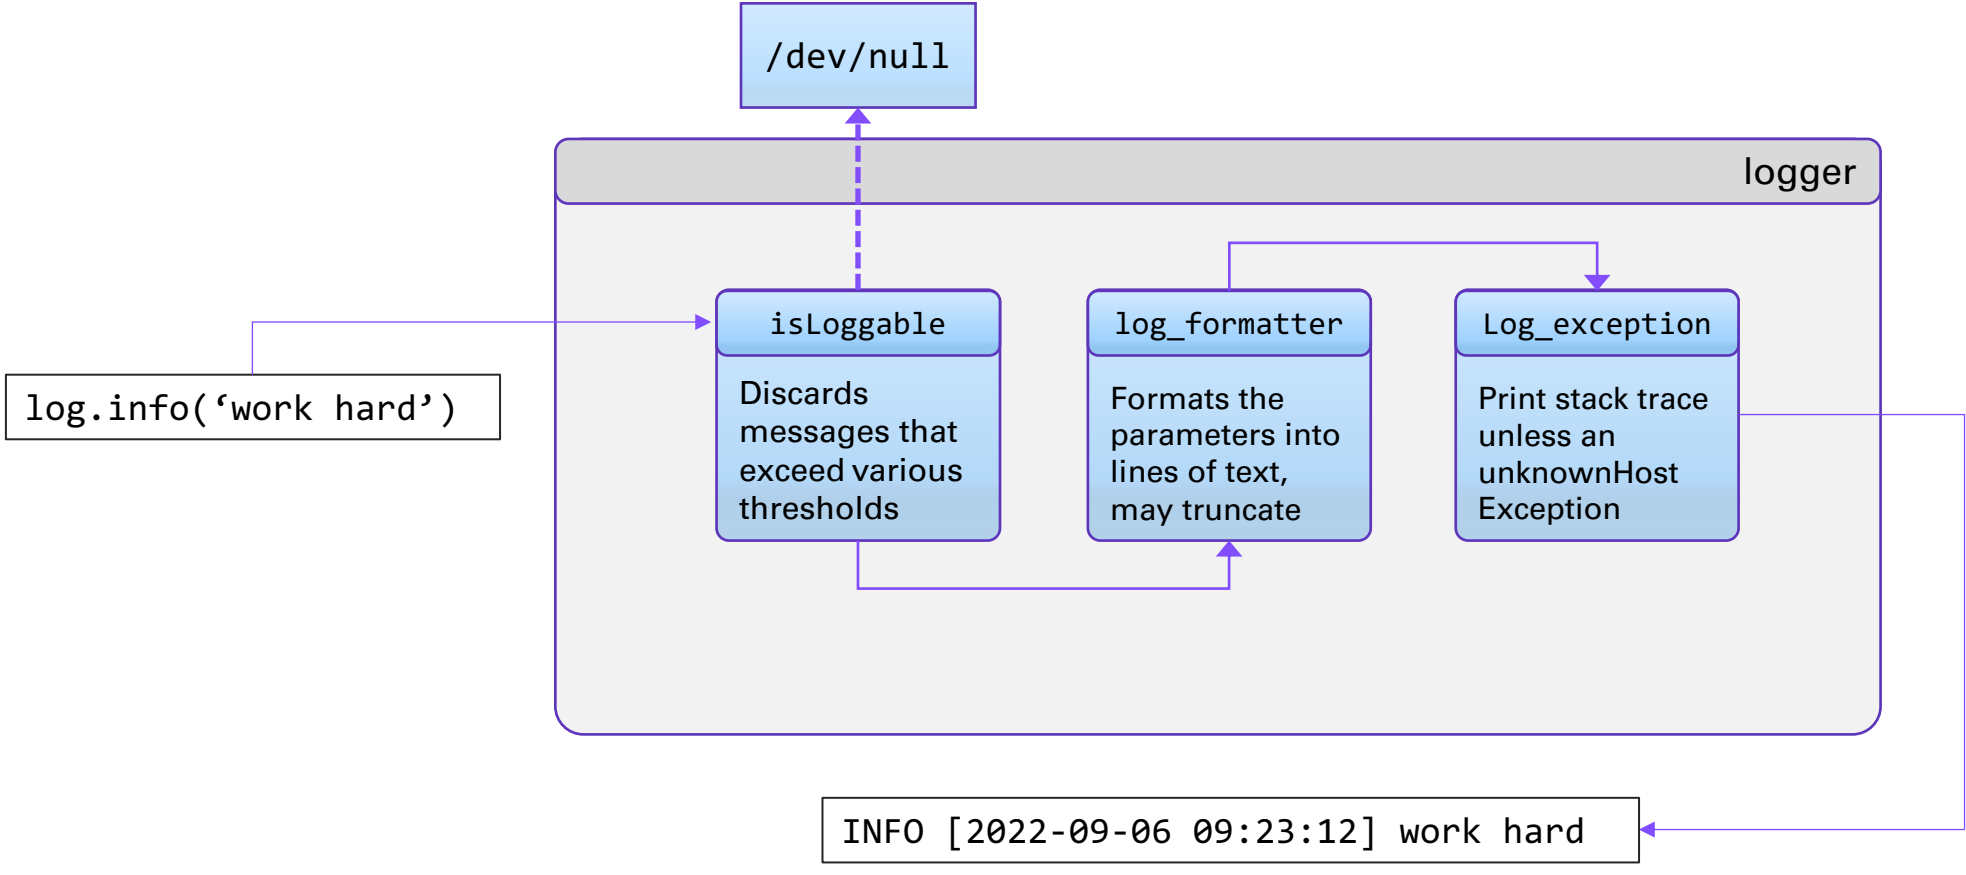 /dev/null
logger
isLoggable
log_formatter
Log_exception
log.info(‘work hard’)
Discards
messages that
exceed various
thresholds
Formats the
parameters into
lines of text,
may truncate
Print stack trace
unless an
unknownHost
Exception
INFO [2022-09-06 09:23:12] work hard